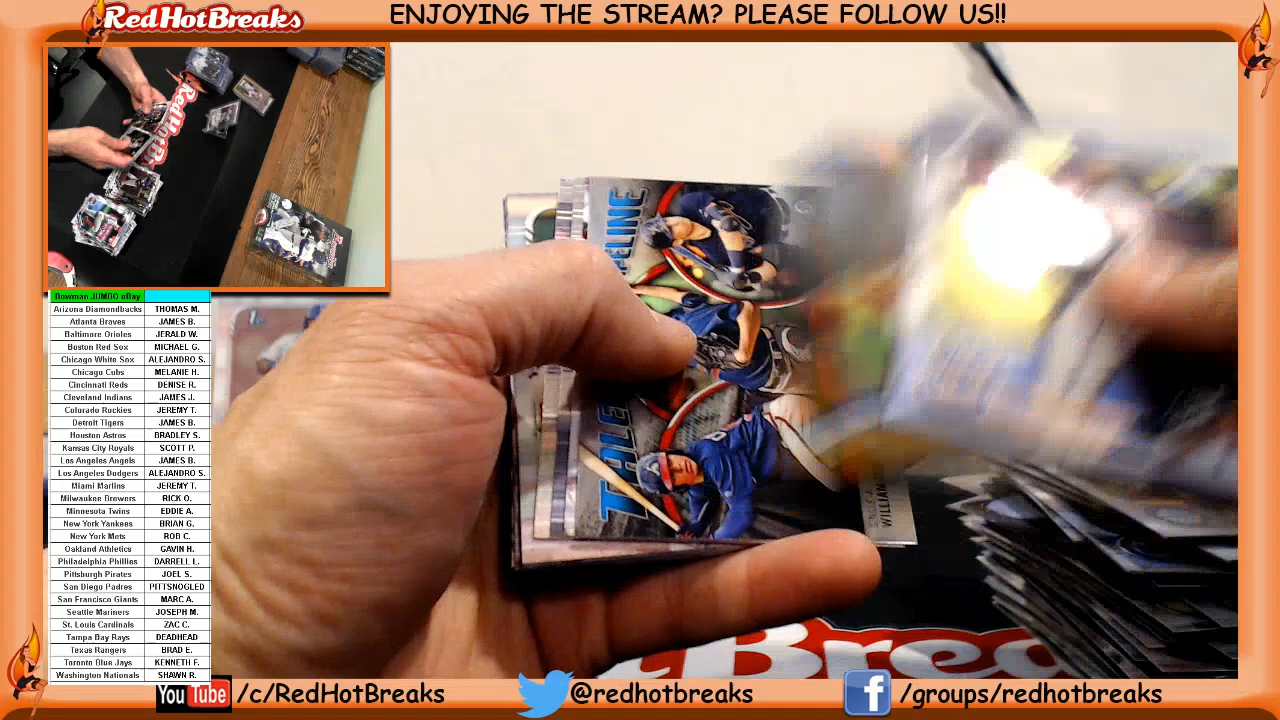 RedHotBreaks
ENJOYING THE STREAM? PLEASE FOLLOW US!!
Bowman JUMBO eBay
Arizona Diamondbacks THOMAS M.
Atlanta Braves JAMES B.
Baltimore Orioles JERALD W.
Boston Red Sox MICHAEL G.
Chicago White Sox ALEJANDRO S.
Chicago Cubs MELANIE H.
Cincinnati Reds DENISE R.
Cleveland Indians JAMES J.
Colorado Ruckies JEREMY T.
Detroit Tigers JAMES B.
Houston Astros BRADLEY S.
Kansas City Royals SCOTT P.
Los Angeles Angels JAMES B.
Los Angeles Dodgers ALEJANDRO S.
Miami Marlins JEREMY T.
Milwaukee Brewers RICK O.
Minnesota Twins EDDIE A.
New York Yankees BRIAN G.
New York Mets ROB C.
Oakland Athletics GAVIN H.
Philadelphia Phillies DARRELL L.
Pittsburgh Pirates JOEL S.
San Diego Padres PITTSNOGLED
San Francisco Giants MARC A.
Seattle Mariners JOSEPH M.
St. Louis Cardinals ZAC C.
Tampa Bay Rays DEADHEAD
Texas Rangers BRAD E.
Toronto Blue Jays KENNETH F.
Washington Nationals SHAWN R.
WILLIAM
YouTube /c/RedHotBreaks
@redhotbreaks
f /groups/redhotbreaks